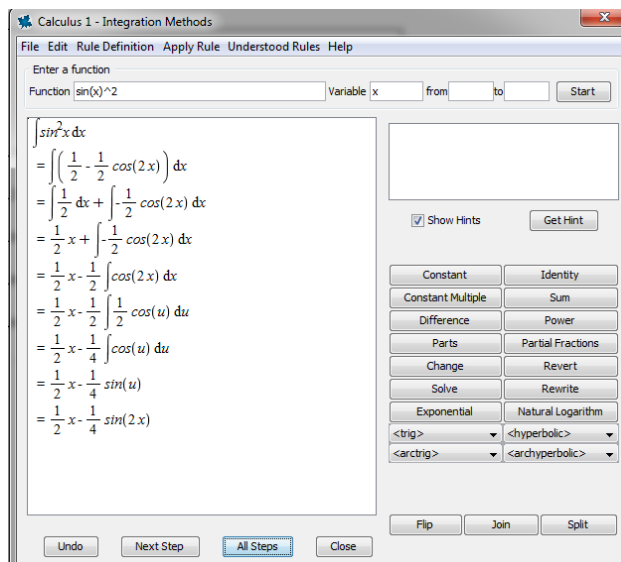 Calculus 1 - Integration Methods
File Edit Rule Definition Apply Rule Understood Rules Help
Enter a function
Function sin(x)^2 Variable x from to Start
∫sin²x dx
= ∫(1/2 - 1/2 cos(2 x)) dx
= ∫1/2 dx + ∫-1/2 cos(2 x) dx
= 1/2 x + ∫-1/2 cos(2 x) dx
= 1/2 x - 1/2 ∫cos(2 x) dx
= 1/2 x - 1/2 ∫1/2 cos(u) du
= 1/2 x - 1/4 ∫cos(u) du
= 1/2 x - 1/4 sin(u)
= 1/2 x - 1/4 sin(2 x)
Show Hints Get Hint
Constant Identity
Constant Multiple Sum
Difference Power
Parts Partial Fractions
Change Revert
Solve Rewrite
Exponential Natural Logarithm
<trig> <hyperbolic>
<arctrig> <archyperbolic>
Flip Join Split
Undo Next Step All Steps Close